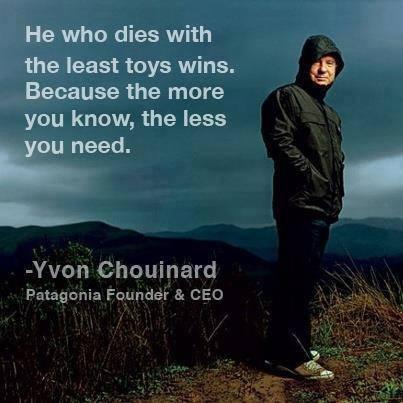 He who dies with
the least toys wins.
Because the more
you know, the less
you need.
-Yvon Chouinard
Patagonia Founder & CEO